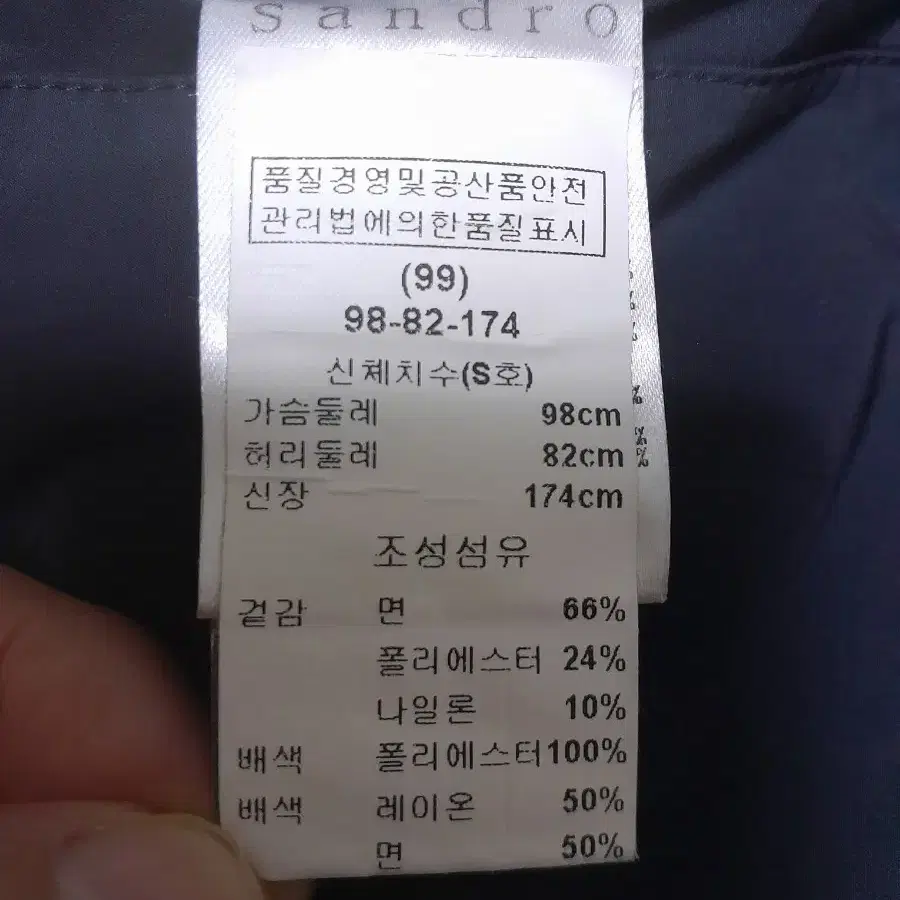 sandro
품질경영및공산품안전
관리법에의한품질표시
(99)
98-82-174
신체치수(S호)
가슴둘레 98cm
허리둘레 82cm
신장 174cm
조성섬유
겉감 면 66%
폴리에스터 24%
나일론 10%
배색 폴리에스터100%
배색 레이온 50%
면 50%